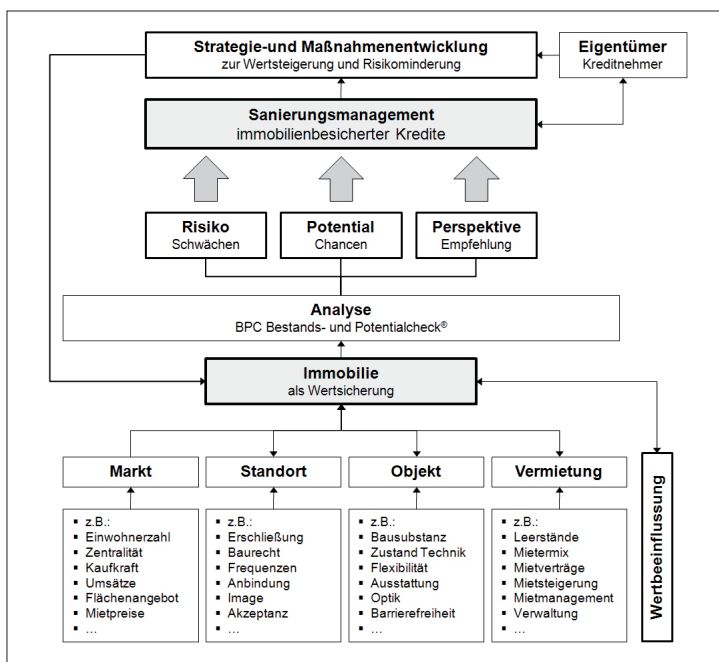 Strategie-und Maßnahmenentwicklung
zur Wertsteigerung und Risikominderung
Eigentümer
Kreditnehmer
Sanierungsmanagement
immobilienbesicherter Kredite
Risiko
Schwächen
Potential
Chancen
Perspektive
Empfehlung
Analyse
BPC Bestands- und Potentialcheck®
Immobilie
als Wertsicherung
Markt
Standort
Objekt
Vermietung
▪ z.B.:
▪ Einwohnerzahl
▪ Zentralität
▪ Kaufkraft
▪ Umsätze
▪ Flächenangebot
▪ Mietpreise
▪ …
▪ z.B.:
▪ Erschließung
▪ Baurecht
▪ Frequenzen
▪ Anbindung
▪ Image
▪ Akzeptanz
▪ …
▪ z.B.:
▪ Bausubstanz
▪ Zustand Technik
▪ Flexibilität
▪ Ausstattung
▪ Optik
▪ Barrierefreiheit
▪ …
▪ z.B.:
▪ Leerstände
▪ Mietermix
▪ Mietverträge
▪ Mietsteigerung
▪ Mietmanagement
▪ Verwaltung
▪ …
Wertbeeinflussung